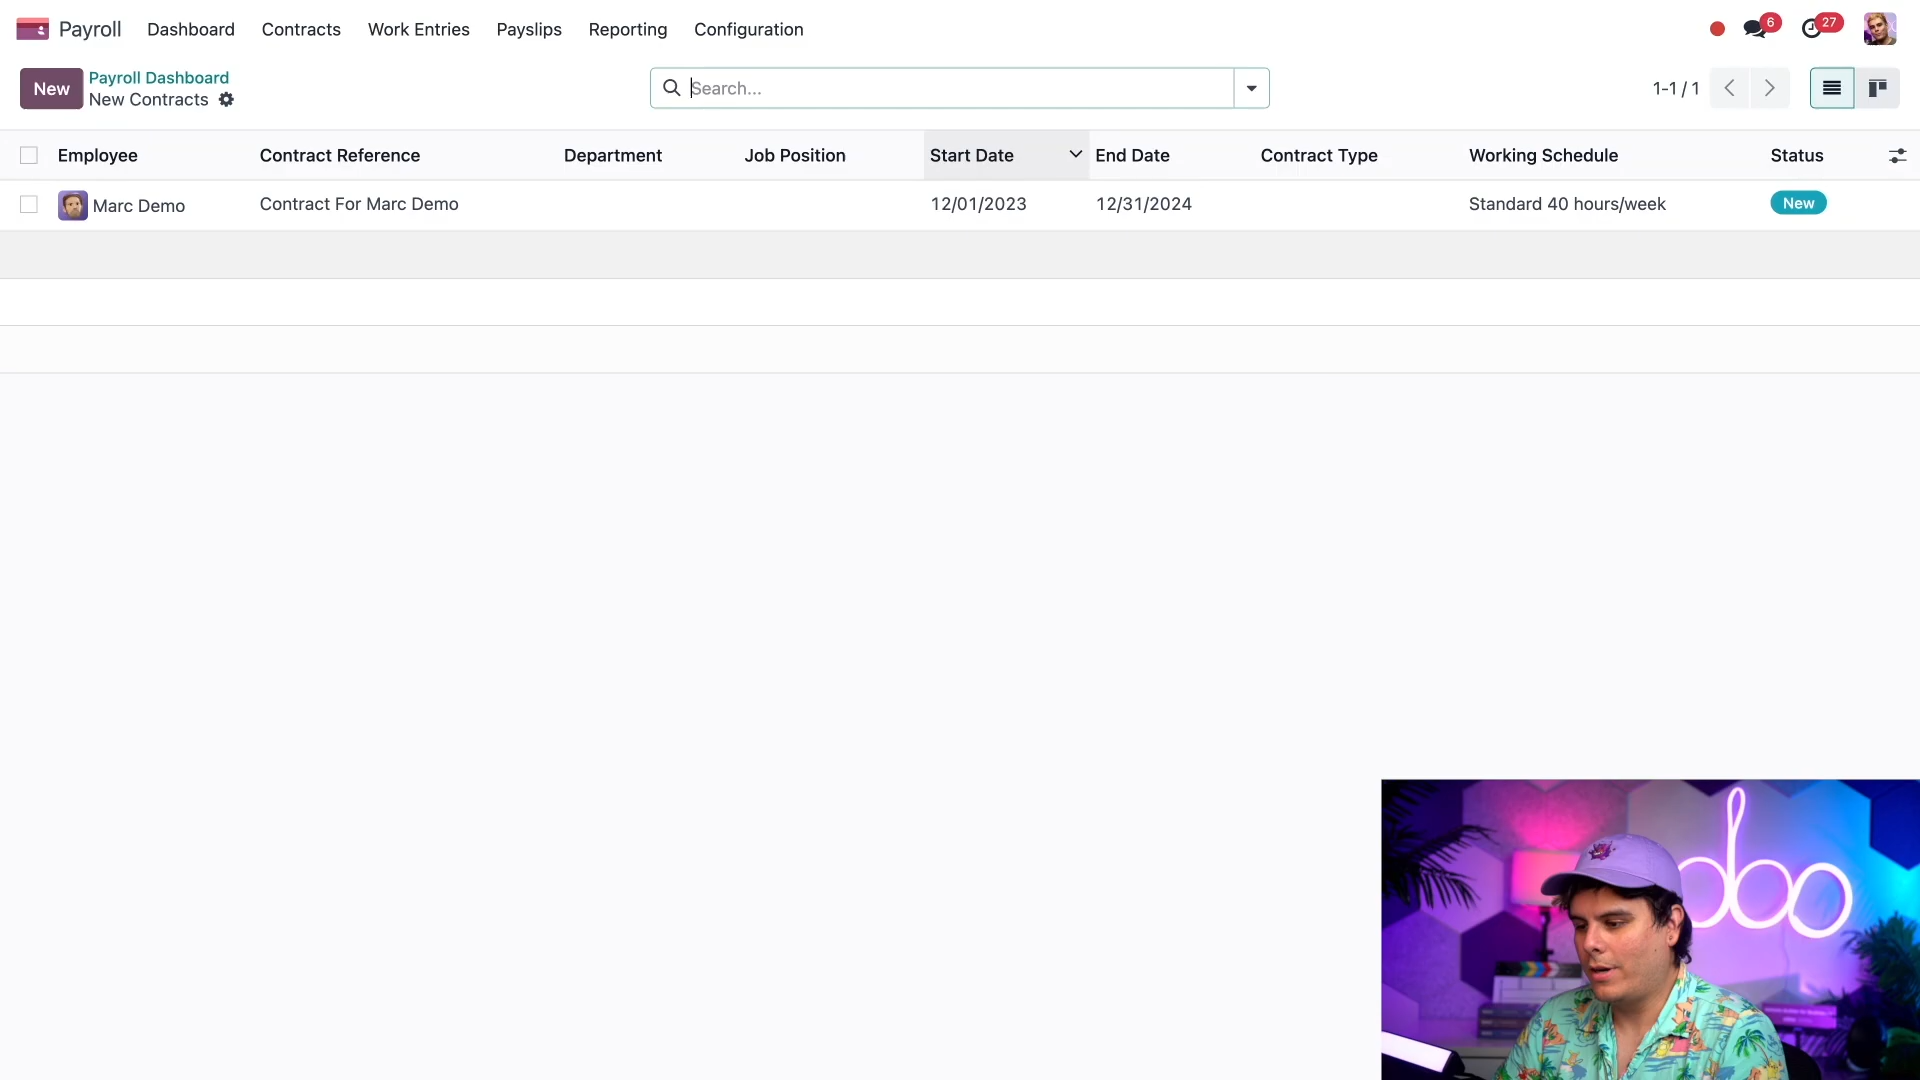 Payroll Dashboard Contracts Work Entries Payslips Reporting Configuration 6 27
New Payroll Dashboard
New Contracts
Search...
1-1 / 1
Employee Contract Reference Department Job Position Start Date End Date Contract Type Working Schedule Status
Marc Demo Contract For Marc Demo 12/01/2023 12/31/2024 Standard 40 hours/week New